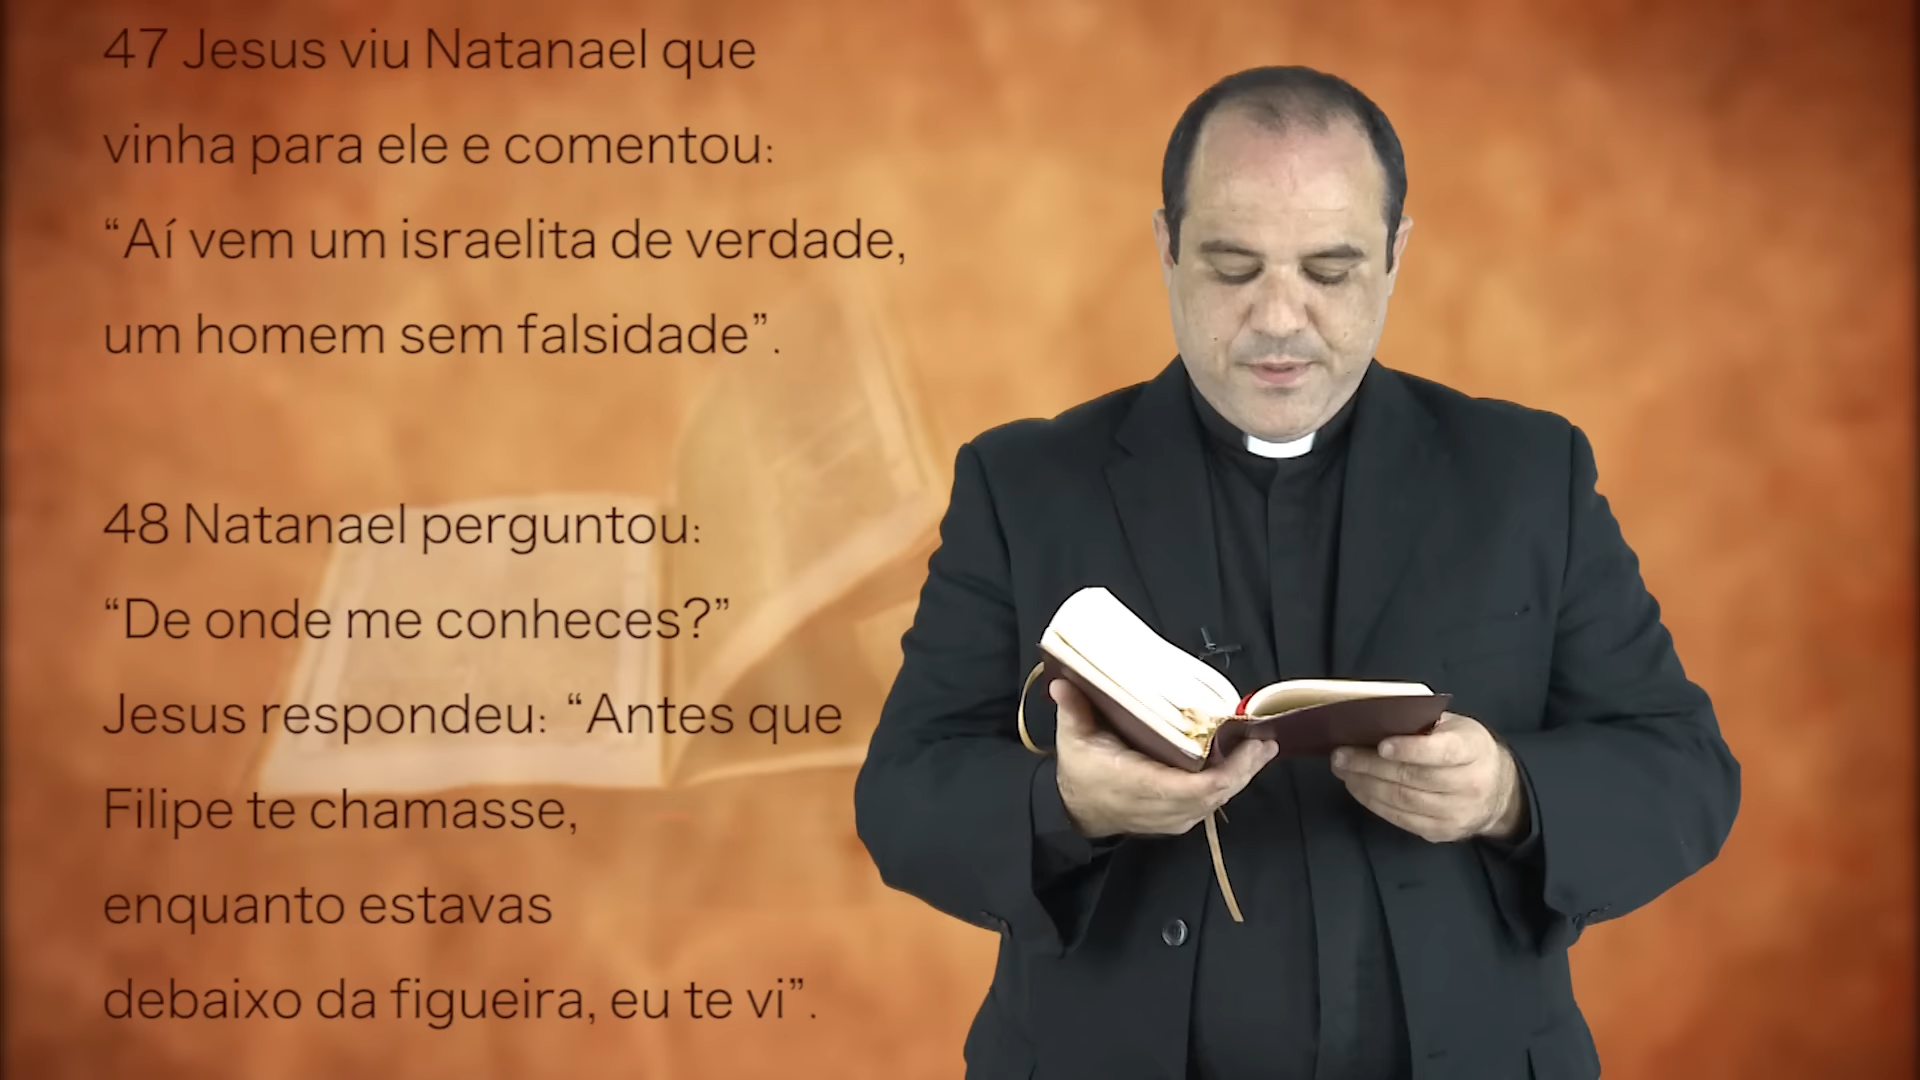 47 Jesus viu Natanael que
vinha para ele e comentou:
“Aí vem um israelita de verdade,
um homem sem falsidade”.
48 Natanael perguntou:
“De onde me conheces?”
Jesus respondeu: “Antes que
Filipe te chamasse,
enquanto estavas
debaixo da figueira, eu te vi”.